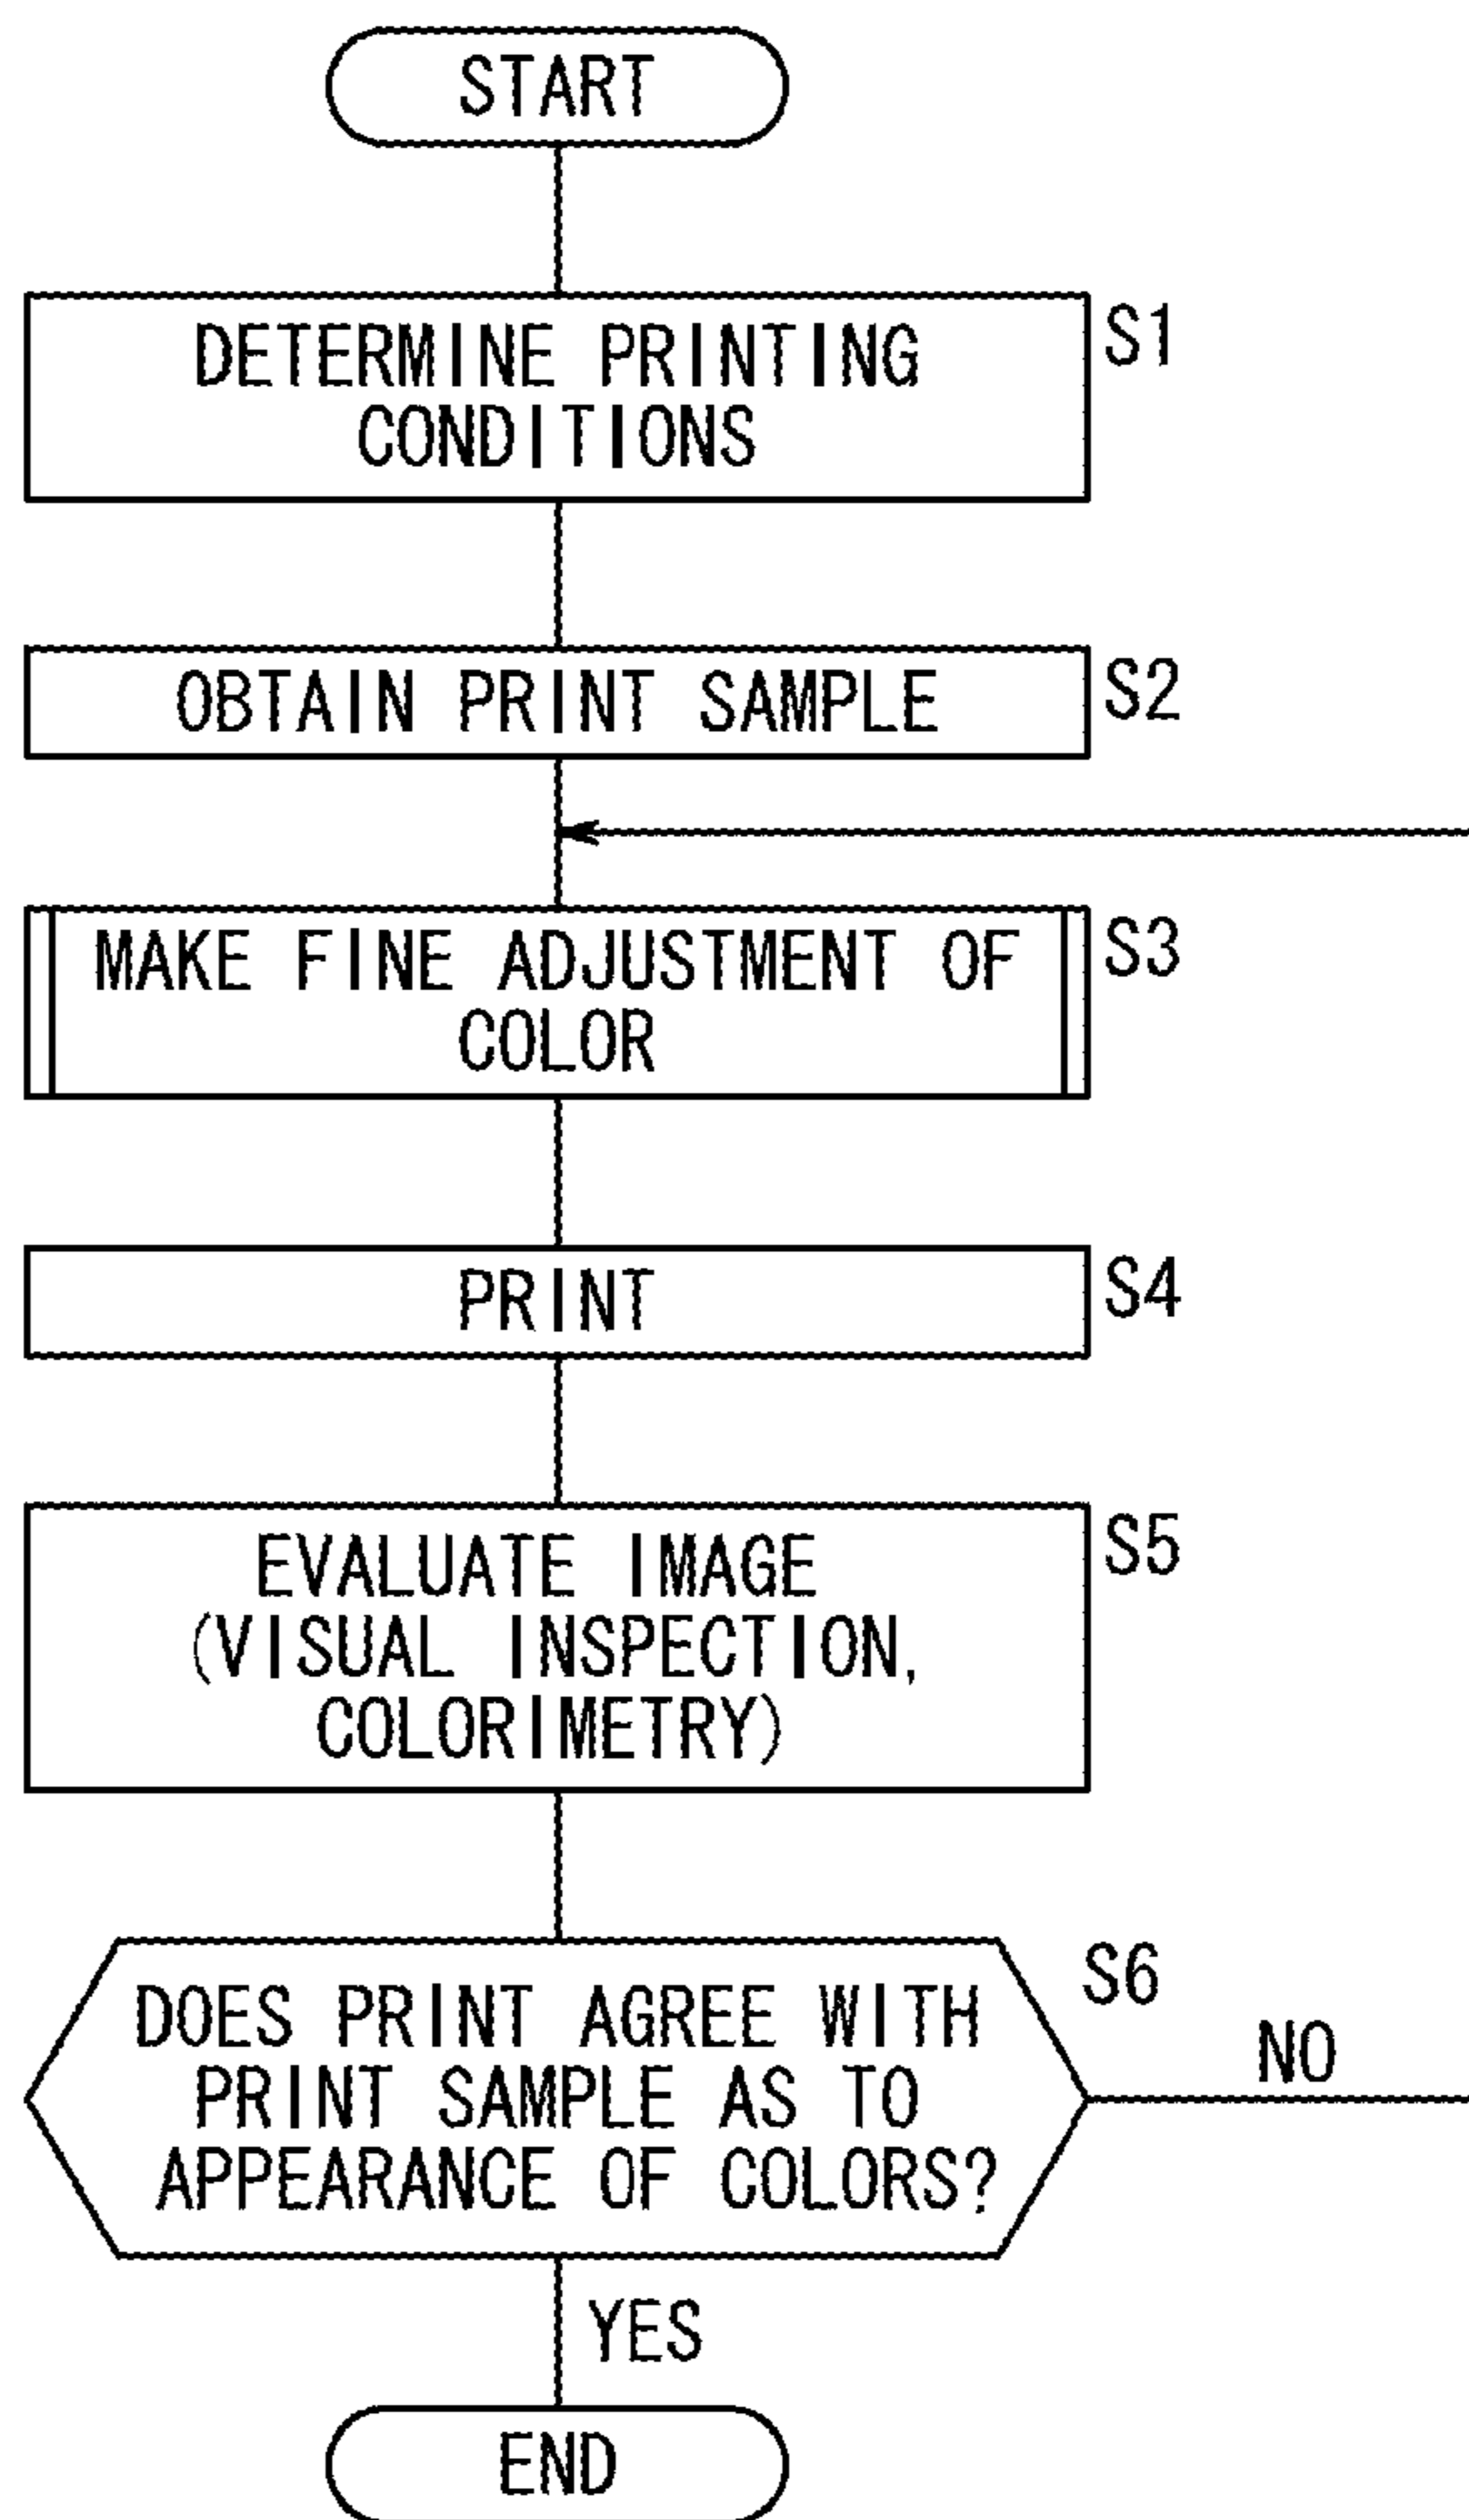 START
DETERMINE PRINTING
CONDITIONS
S1
OBTAIN PRINT SAMPLE
S2
MAKE FINE ADJUSTMENT OF
COLOR
S3
PRINT
S4
EVALUATE IMAGE
(VISUAL INSPECTION,
COLORIMETRY)
S5
DOES PRINT AGREE WITH
PRINT SAMPLE AS TO
APPEARANCE OF COLORS?
S6
NO
YES
END